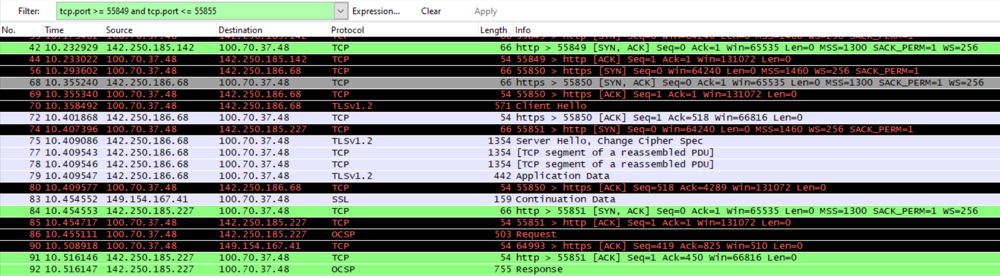 Filter: tcp.port >= 55849 and tcp.port <= 55855 Expression... Clear Apply
No. Time Source Destination Protocol Length Info
42 10.232929 142.250.185.142 100.70.37.48 TCP 66 http > 55849 [SYN, ACK] Seq=0 Ack=1 Win=65535 Len=0 MSS=1300 SACK_PERM=1 WS=256
44 10.233022 100.70.37.48 142.250.185.142 TCP 54 55849 > http [ACK] Seq=1 Ack=1 Win=131072 Len=0
56 10.293602 100.70.37.48 142.250.186.68 TCP 66 55850 > https [SYN] Seq=0 Win=64240 Len=0 MSS=1460 WS=256 SACK_PERM=1
68 10.355240 142.250.186.68 100.70.37.48 TCP 66 https > 55850 [SYN, ACK] Seq=0 Ack=1 Win=65535 Len=0 MSS=1300 SACK_PERM=1 WS=256
69 10.355340 100.70.37.48 142.250.186.68 TCP 54 55850 > https [ACK] Seq=1 Ack=1 Win=131072 Len=0
70 10.358492 100.70.37.48 142.250.186.68 TLSv1.2 571 Client Hello
72 10.401868 142.250.186.68 100.70.37.48 TCP 54 https > 55850 [ACK] Seq=1 Ack=518 Win=66816 Len=0
74 10.407396 100.70.37.48 142.250.185.227 TCP 66 55851 > http [SYN] Seq=0 Win=64240 Len=0 MSS=1460 WS=256 SACK_PERM=1
75 10.409086 142.250.186.68 100.70.37.48 TLSv1.2 1354 Server Hello, Change Cipher Spec
77 10.409543 142.250.186.68 100.70.37.48 TCP 1354 [TCP segment of a reassembled PDU]
78 10.409546 142.250.186.68 100.70.37.48 TCP 1354 [TCP segment of a reassembled PDU]
79 10.409547 142.250.186.68 100.70.37.48 TLSv1.2 442 Application Data
80 10.409577 100.70.37.48 142.250.186.68 TCP 54 55850 > https [ACK] Seq=518 Ack=4289 Win=131072 Len=0
83 10.454552 149.154.167.41 100.70.37.48 SSL 159 Continuation Data
84 10.454553 142.250.185.227 100.70.37.48 TCP 66 http > 55851 [SYN, ACK] Seq=0 Ack=1 Win=65535 Len=0 MSS=1300 SACK_PERM=1 WS=256
85 10.454717 100.70.37.48 142.250.185.227 TCP 54 55851 > http [ACK] Seq=1 Ack=1 Win=131072 Len=0
86 10.455111 100.70.37.48 142.250.185.227 OCSP 503 Request
90 10.508918 100.70.37.48 149.154.167.41 TCP 54 64993 > https [ACK] Seq=419 Ack=825 Win=510 Len=0
91 10.516146 142.250.185.227 100.70.37.48 TCP 54 http > 55851 [ACK] Seq=1 Ack=450 Win=66816 Len=0
92 10.516147 142.250.185.227 100.70.37.48 OCSP 755 Response